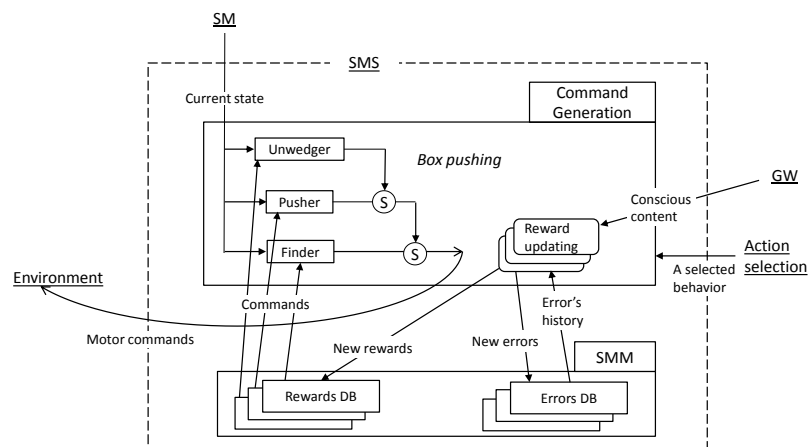 SM
SMS
Command
Generation
Current state
Unwedger
Box pushing
GW
Pusher
S
Conscious
content
Reward
updating
Finder
S
Action
selection
A selected
behavior
Environment
Commands
Error's
history
Motor commands
New rewards
New errors
SMM
Rewards DB
Errors DB